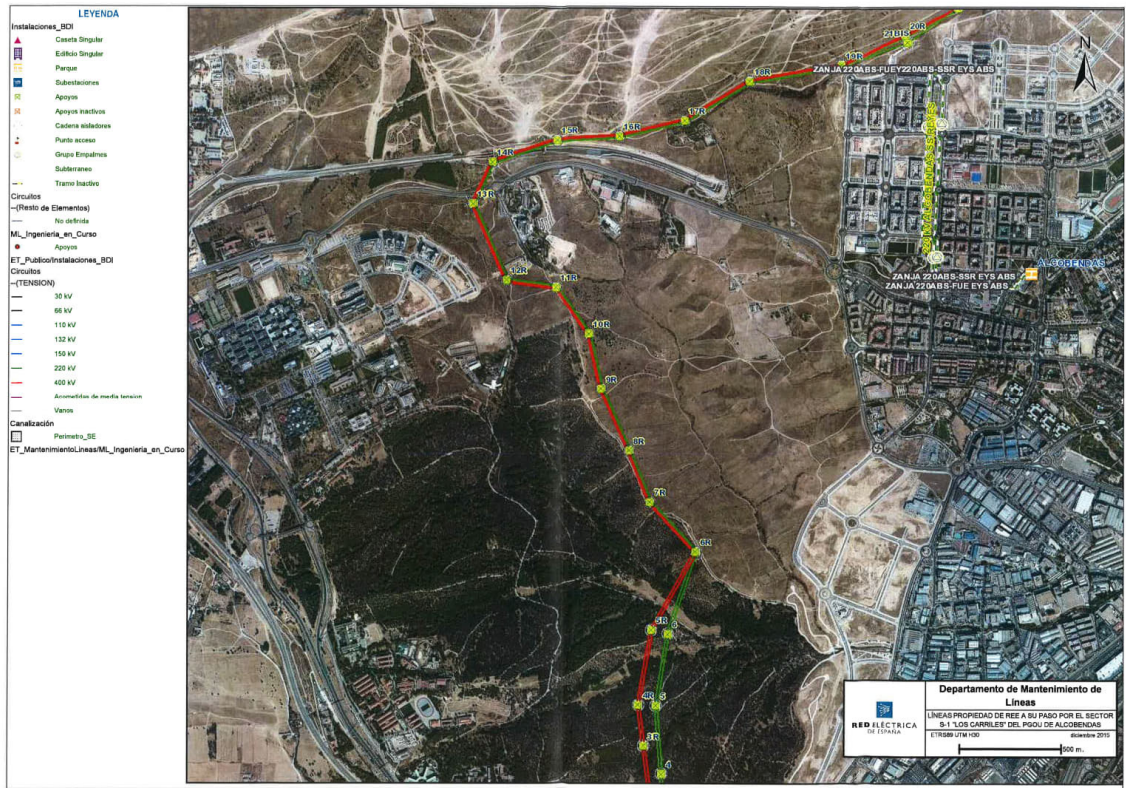 LEYENDA
Instalaciones_BDI
Caseta Singular
Edificio Singular
Parque
Subestaciones
Apoyos
Apoyos inactivos
Cadena aisladores
Punto acceso
Grupo Empalmes
Subterraneo
Tramo Inactivo
Circuitos
--(Resto de Elementos)
No definida
ML_Ingenieria_en_Curso
Apoyos
ET_Publico/Instalaciones_BDI
Circuitos
--(TENSION)
30 kV
66 kV
110 kV
132 kV
150 kV
220 kV
400 kV
Acometidas de media tension
Vanos
Canalización
Perimetro_SE
ET_MantenimientoLineas/ML_Ingenieria_en_Curso
20R
21BIS
19R
N
ZANJA 220ABS-FUEY220ABS-SSR EYS ABS
18R
17R
16R
15R
14R
13R
220 kV ALCOBENDAS-SSREYES
12R
11R
ALCOBENDAS
ZANJA 220ABS-SSR EYS ABS
ZANJA 220ABS-FUE EYS ABS
10R
9R
8R
7R
6R
5R
6
4R
5
3R
4
RED ELÉCTRICA
DE ESPAÑA
Departamento de Mantenimiento de
Líneas
LÍNEAS PROPIEDAD DE REE A SU PASO POR EL SECTOR
S-1 "LOS CARRILES" DEL PGOU DE ALCOBENDAS
ETRS89 UTM H30
diciembre 2015
500 m.